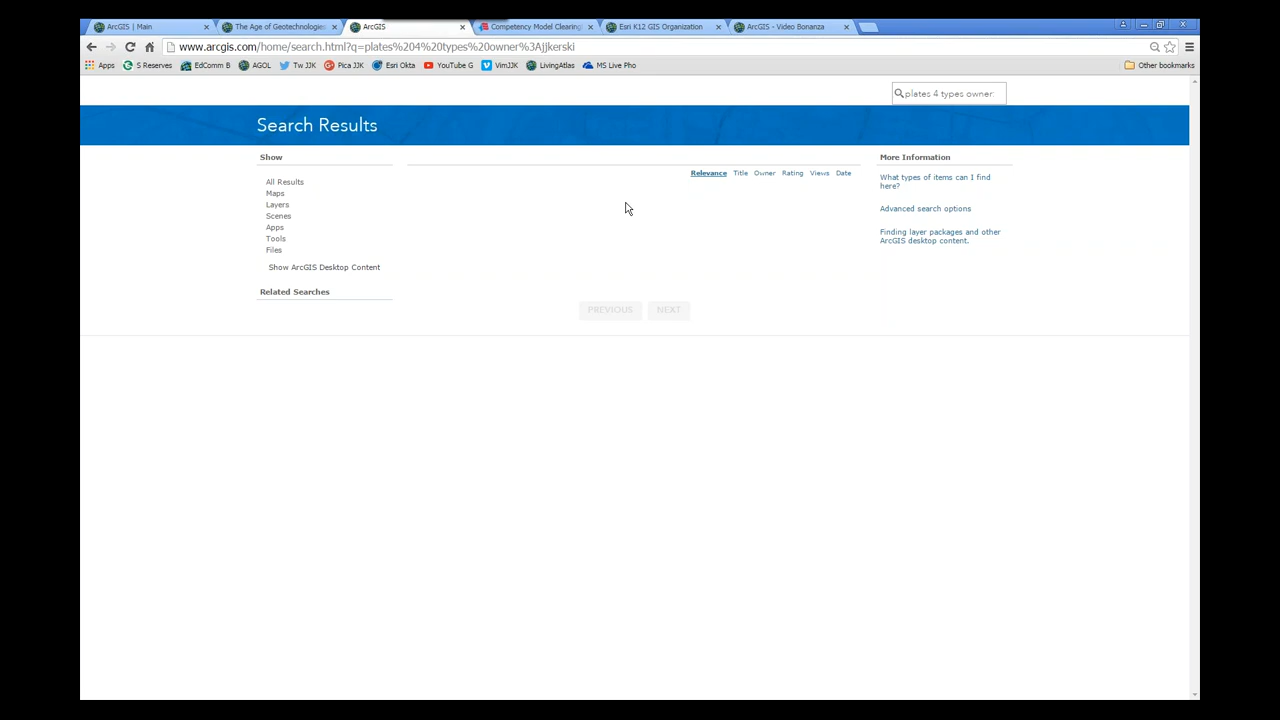 ArcGIS | Main
The Age of Geotechnologies
ArcGIS
Competency Model Clearing
Esri K12 GIS Organization
ArcGIS - Video Bonanza
www.arcgis.com/home/search.html?q=plates%204%20types%20owner%3Ajjkerski
Apps
S Reserves
EdComm B
AGOL
Tw JJK
Pica JJK
Esri Okta
YouTube G
VimJJK
LivingAtlas
MS Live Pho
Other bookmarks
plates 4 types owner:
Search Results
Show
All Results
Maps
Layers
Scenes
Apps
Tools
Files
Show ArcGIS Desktop Content
Related Searches
Relevance Title Owner Rating Views Date
PREVIOUS NEXT
More Information
What types of items can I find
here?
Advanced search options
Finding layer packages and other
ArcGIS desktop content.